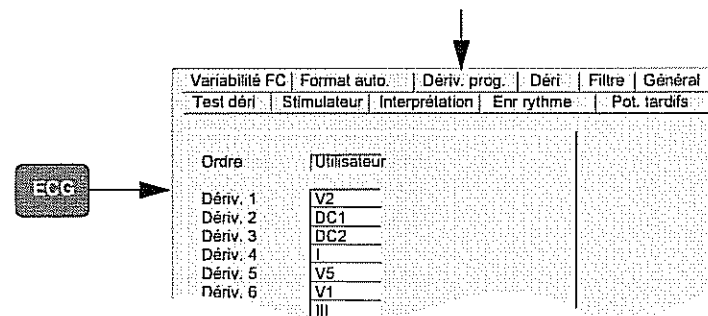 Variabilité FC | Format auto. | Dériv. prog. | Déri | Filtre | Général
Test déri | Stimulateur | Interprétation | Enr rythme | Pot. tardifs
Ordre Utilisateur
ECG
Dériv. 1 V2
Dériv. 2 DC1
Dériv. 3 DC2
Dériv. 4 I
Dériv. 5 V5
Dériv. 6 V1
III